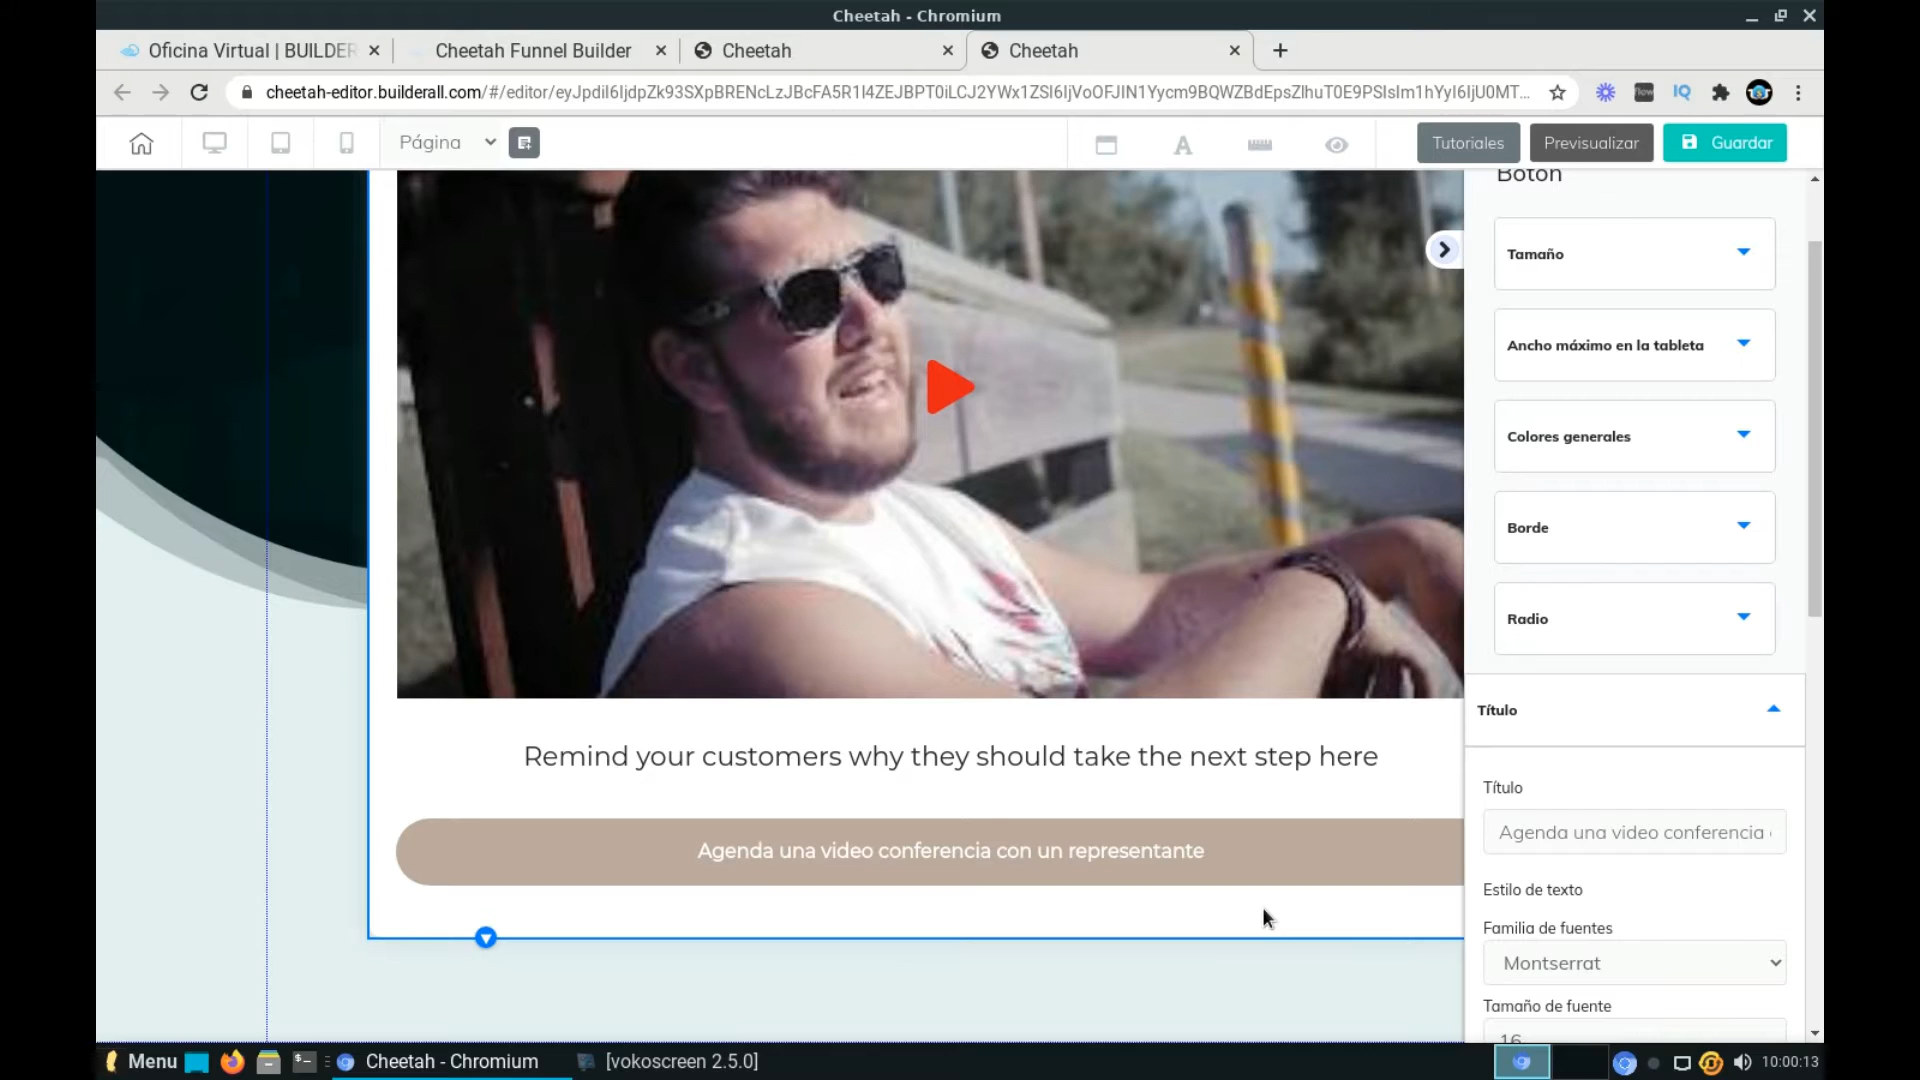 Cheetah - Chromium
Oficina Virtual | BUILDER
Cheetah Funnel Builder
Cheetah
Cheetah
cheetah-editor.builderall.com/#/editor/eyJpdiI6IjdpZk93SXpBRENcLzJBcFA5R1I4ZEJBPT0iLCJ2YWx1ZSI6IjVoOFJIN1Yycm9BQWZBdEpsZlhuT0E9PSIsIm1hYyI6IjU0MT...
Página
Tutoriales
Previsualizar
Guardar
Botón
Tamaño
Ancho máximo en la tableta
Colores generales
Borde
Radio
Título
Remind your customers why they should take the next step here
Título
Agenda una video conferencia
Agenda una video conferencia con un representante
Estilo de texto
Familia de fuentes
Montserrat
Tamaño de fuente
16
Menu
Cheetah - Chromium
[vokoscreen 2.5.0]
10:00:13